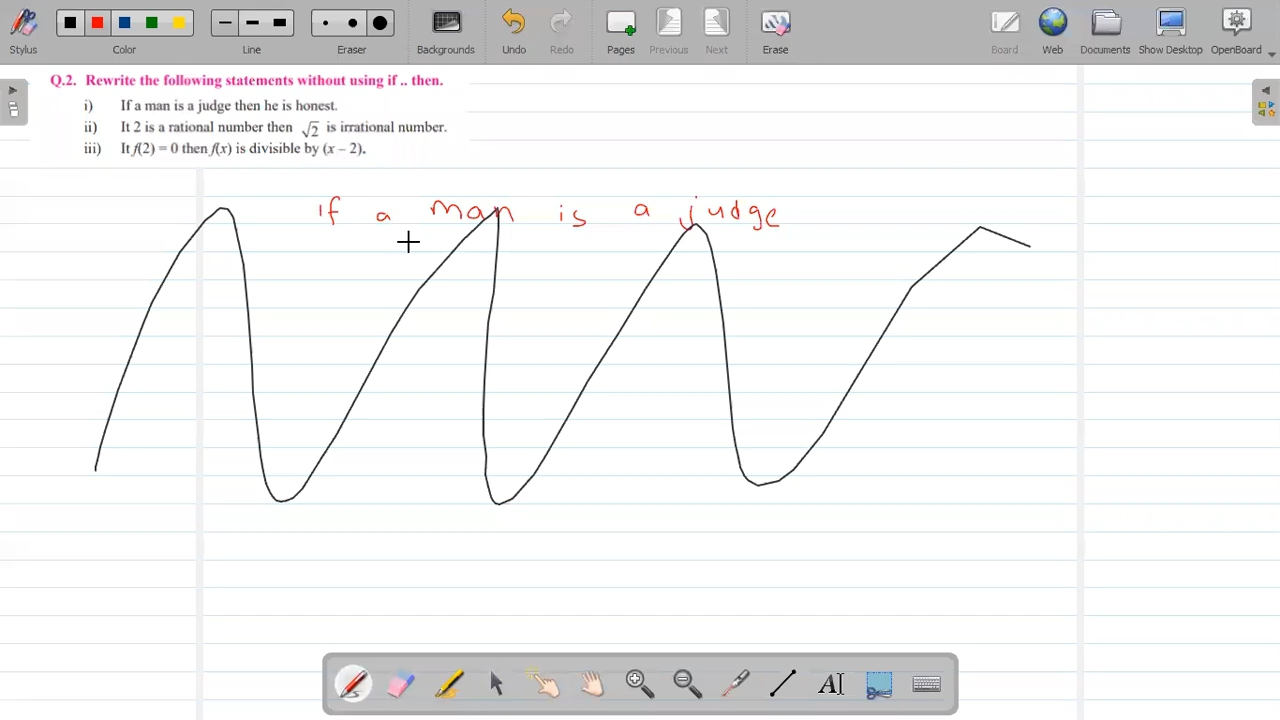 Stylus
Color
Line
Eraser
Backgrounds
Undo
Redo
Pages
Previous
Next
Erase
Board
Web
Documents
Show Desktop
OpenBoard
Q.2. Rewrite the following statements without using if .. then.
i) If a man is a judge then he is honest.
ii) It 2 is a rational number then √2 is irrational number.
iii) It f(2) = 0 then f(x) is divisible by (x – 2).
If a man is a judge